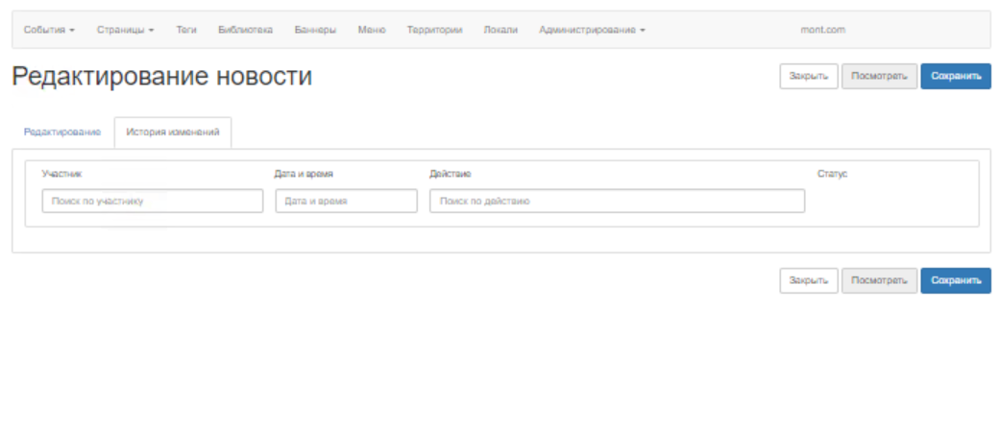 События Страницы Теги Библиотека Баннеры Меню Территории Локали Администрирование mont.com
Редактирование новости Закрыть Посмотреть Сохранить
Редактирование История изменений
Участник Дата и время Действие Статус
Поиск по участнику Дата и время Поиск по действию
Закрыть Посмотреть Сохранить